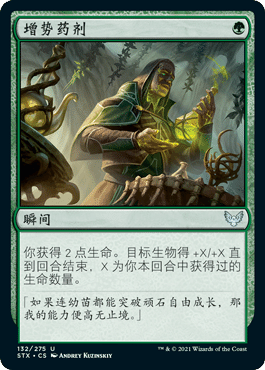 增势药剂
瞬间
你获得2点生命。目标生物得+X/+X直
到回合结束，X为你本回合中获得过的
生命数量。
「如果连幼苗都能突破顽石自由成长，那
我的能力便高无止境。」
132/275 U
STX • CS Andrey Kuzinskiy
™ & © 2021 Wizards of the Coast